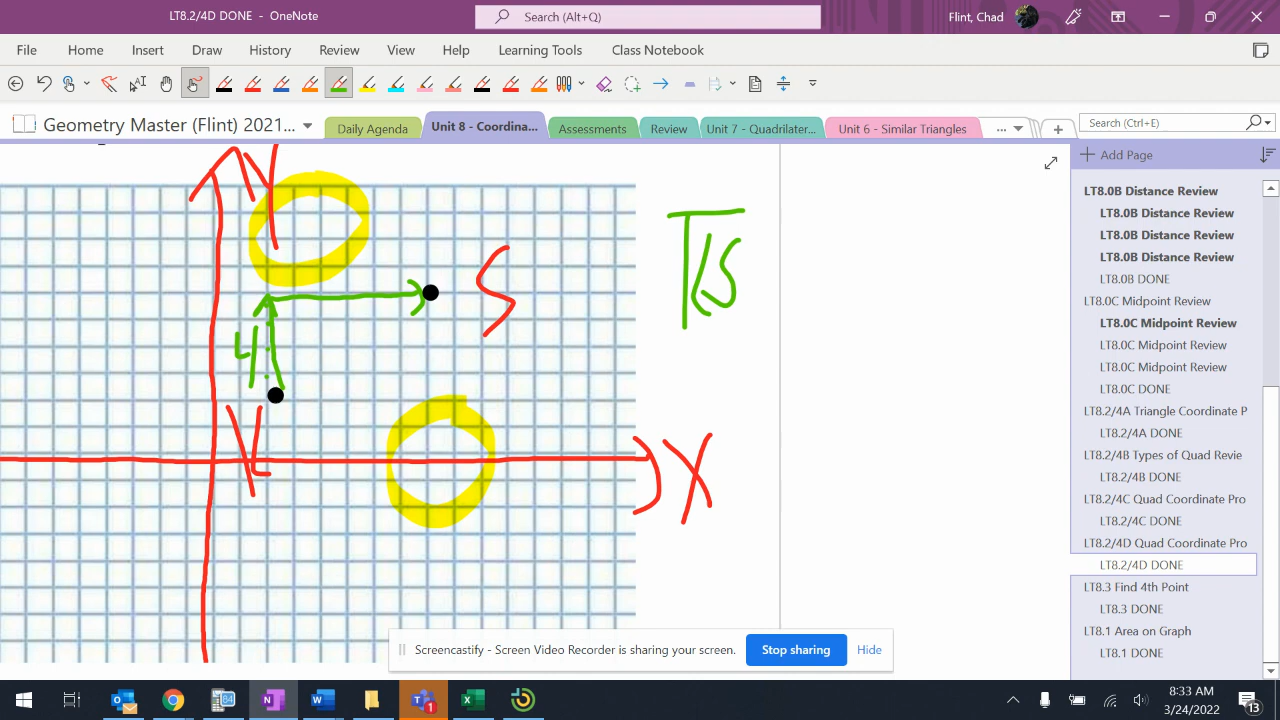 LT8.2/4D DONE - OneNote
Search (Alt+Q)
Flint, Chad
File Home Insert Draw History Review View Help Learning Tools Class Notebook
Geometry Master (Flint) 2021...
Daily Agenda
Unit 8 - Coordina...
Assessments
Review
Unit 7 - Quadrilater...
Unit 6 - Similar Triangles
...
Search (Ctrl+E)
Add Page
LT8.0B Distance Review
LT8.0B Distance Review
LT8.0B Distance Review
LT8.0B Distance Review
LT8.0B DONE
LT8.0C Midpoint Review
LT8.0C Midpoint Review
LT8.0C Midpoint Review
LT8.0C Midpoint Review
LT8.0C DONE
LT8.2/4A Triangle Coordinate P
LT8.2/4A DONE
LT8.2/4B Types of Quad Revie
LT8.2/4B DONE
LT8.2/4C Quad Coordinate Pro
LT8.2/4C DONE
LT8.2/4D Quad Coordinate Pro
LT8.2/4D DONE
LT8.3 Find 4th Point
LT8.3 DONE
LT8.1 Area on Graph
LT8.1 DONE
S
4
X
Screencastify - Screen Video Recorder is sharing your screen.
Stop sharing
Hide
84
1
8:33 AM
3/24/2022
13